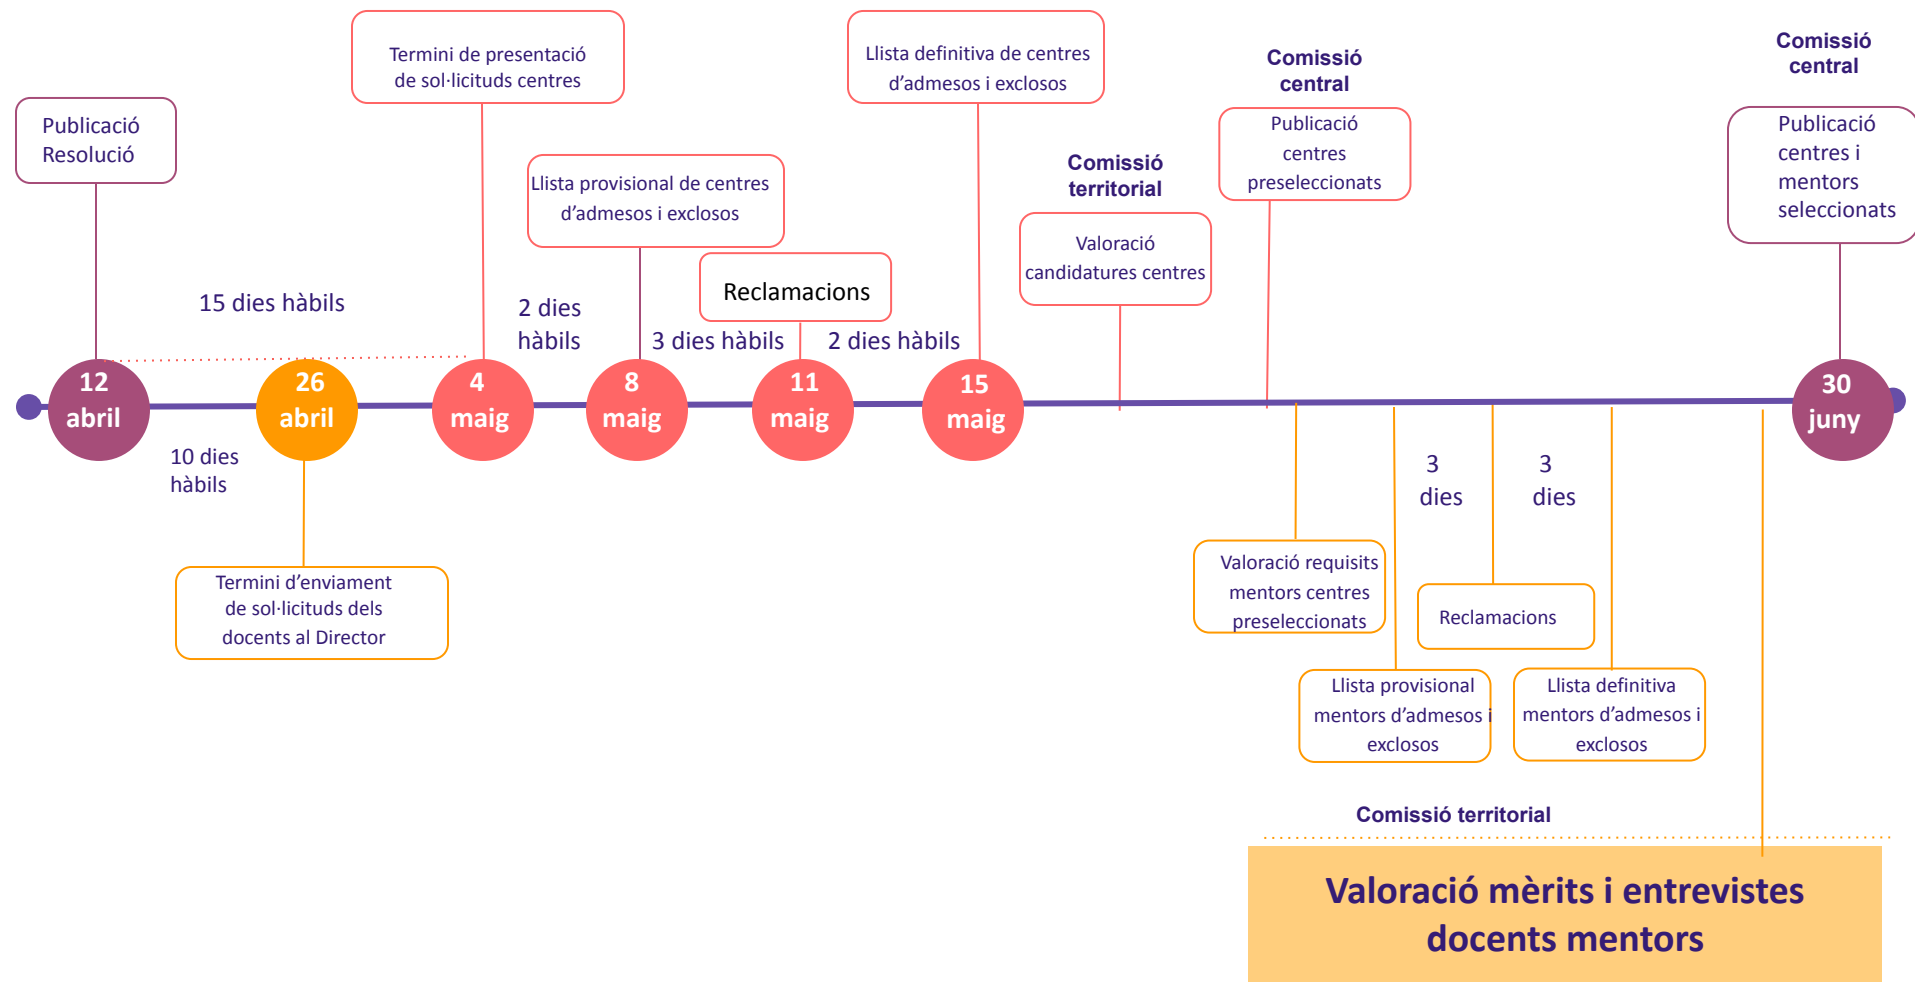 Publicació
Resolució
Termini de presentació
de sol·licituds centres
Llista provisional de centres
d’admesos i exclosos
Reclamacions
Llista definitiva de centres
d’admesos i exclosos
Comissió
territorial
Valoració
candidatures centres
Comissió
central
Publicació
centres
preseleccionats
Comissió
central
Publicació
centres i
mentors
seleccionats
15 dies hàbils
2 dies
hàbils
3 dies hàbils
2 dies hàbils
12
abril
26
abril
4
maig
8
maig
11
maig
15
maig
30
juny
10 dies
hàbils
Termini d’enviament
de sol·licituds dels
docents al Director
3
dies
3
dies
Valoració requisits
mentors centres
preseleccionats
Reclamacions
Llista provisional
mentors d’admesos i
exclosos
Llista definitiva
mentors d’admesos i
exclosos
Comissió territorial
Valoració mèrits i entrevistes
docents mentors